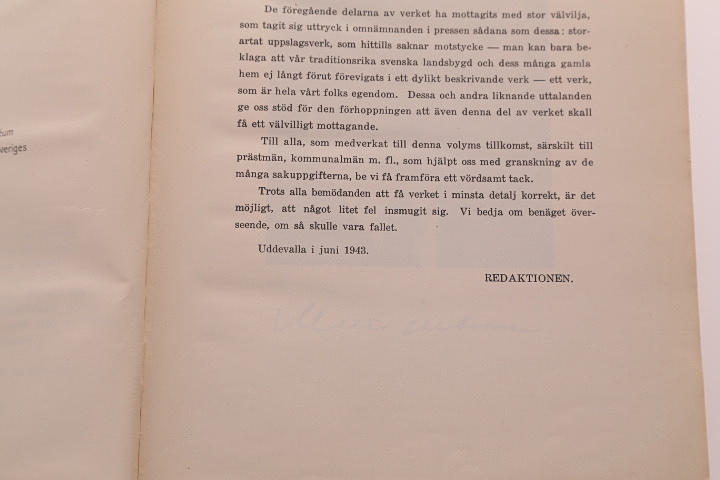 De föregående delarna av verket ha mottagits med stor välvilja,
som tagit sig uttryck i omnämnanden i pressen sådana som dessa: stor-
artat uppslagsverk, som hittills saknar motstycke — man kan bara be-
klaga att vår traditionsrika svenska landsbygd och dess många gamla
hem ej långt förut förevigats i ett dylikt beskrivande verk — ett verk,
som är hela vårt folks egendom. Dessa och andra liknande uttalanden
ge oss stöd för den förhoppningen att även denna del av verket skall
få ett välvilligt mottagande.
Till alla, som medverkat till denna volyms tillkomst, särskilt till
prästmän, kommunalmän m. fl., som hjälpt oss med granskning av de
många sakuppgifterna, be vi få framföra ett vördsamt tack.
Trots alla bemödanden att få verket i minsta detalj korrekt, är det
möjligt, att något litet fel insmugit sig. Vi bedja om benäget över-
seende, om så skulle vara fallet.
Uddevalla i juni 1943.
REDAKTIONEN.